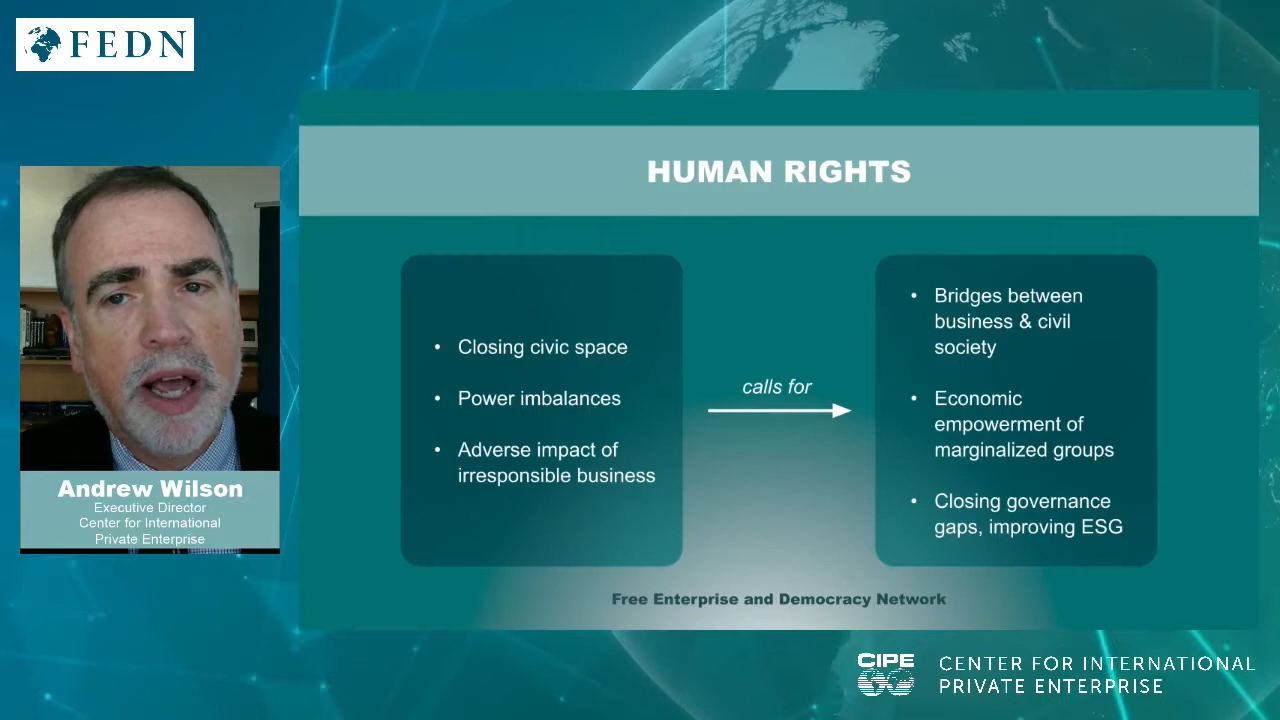 FEDN
HUMAN RIGHTS
• Closing civic space
• Power imbalances
• Adverse impact of
irresponsible business
calls for
• Bridges between
business & civil
society
• Economic
empowerment of
marginalized groups
• Closing governance
gaps, improving ESG
Free Enterprise and Democracy Network
Andrew Wilson
Executive Director
Center for International
Private Enterprise
CIPE
CENTER FOR INTERNATIONAL
PRIVATE ENTERPRISE